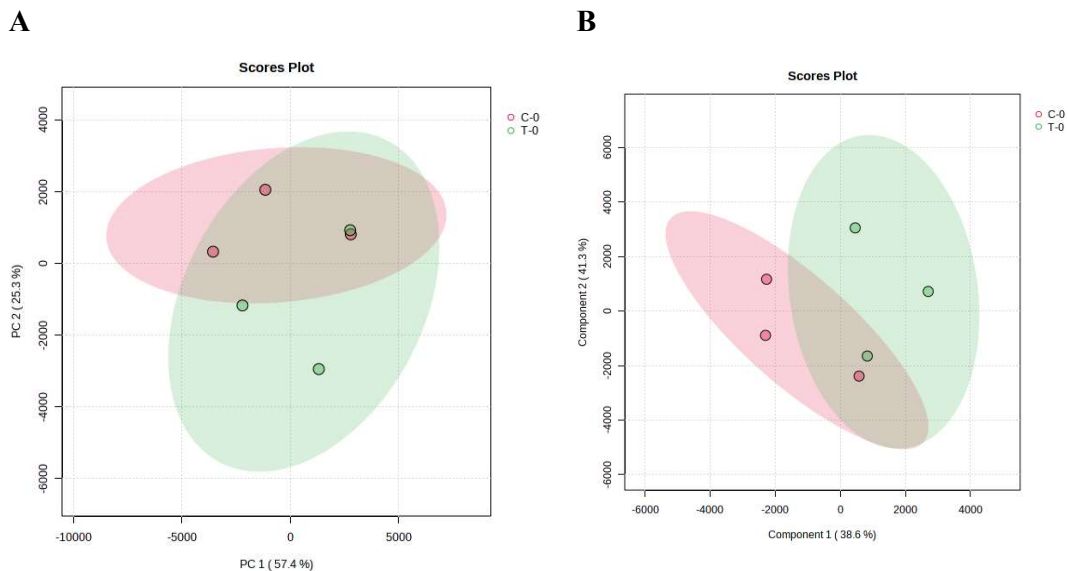 A
Scores Plot
C-0
T-0
4000
2000
0
-2000
-4000
-6000
PC 2 ( 25.3 %)
-10000 -5000 0 5000
PC 1 ( 57.4 %)
B
Scores Plot
C-0
T-0
6000
4000
2000
0
-2000
-4000
-6000
Component 2 ( 41.3 %)
-6000 -4000 -2000 0 2000 4000
Component 1 ( 38.6 %)